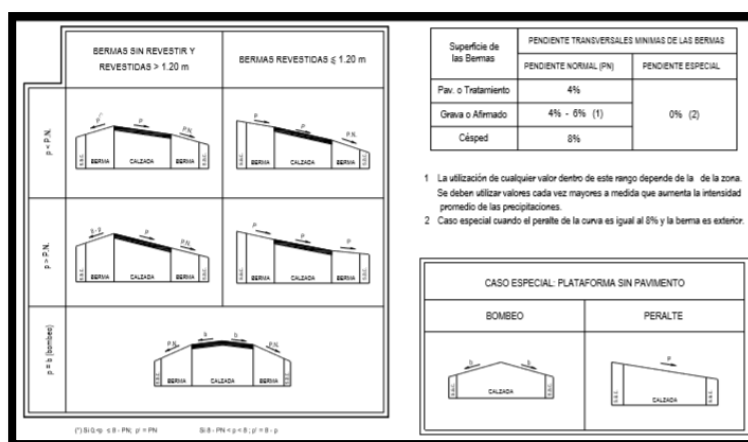 BERMAS SIN REVESTIR Y
REVESTIDAS > 1.20 m
BERMAS REVESTIDAS ≤ 1.20 m
p < P.N.
P
P.N.
BERMA CALZADA BERMA
P
P
P.N.
BERMA CALZADA BERMA
p > P.N.
8 - P
P
P.N.
BERMA CALZADA BERMA
P
P
P
BERMA CALZADA BERMA
p = b (bombeo)
P.N.
b
b
P.N.
BERMA CALZADA BERMA
Superficie de
las Bermas
PENDIENTE TRANSVERSALES MINIMAS DE LAS BERMAS
PENDIENTE NORMAL (PN) PENDIENTE ESPECIAL
Pav. o Tratamiento 4%
Grava o Afirmado 4% - 6% (1) 0% (2)
Césped 8%
1 La utilización de cualquier valor dentro de este rango depende de la de la zona.
Se deben utilizar valores cada vez mayores a medida que aumenta la intensidad
promedio de las precipitaciones.
2 Caso especial cuando el peralte de la curva es igual al 8% y la berma es exterior.
CASO ESPECIAL: PLATAFORMA SIN PAVIMENTO
BOMBEO PERALTE
b
b
CALZADA
P
CALZADA